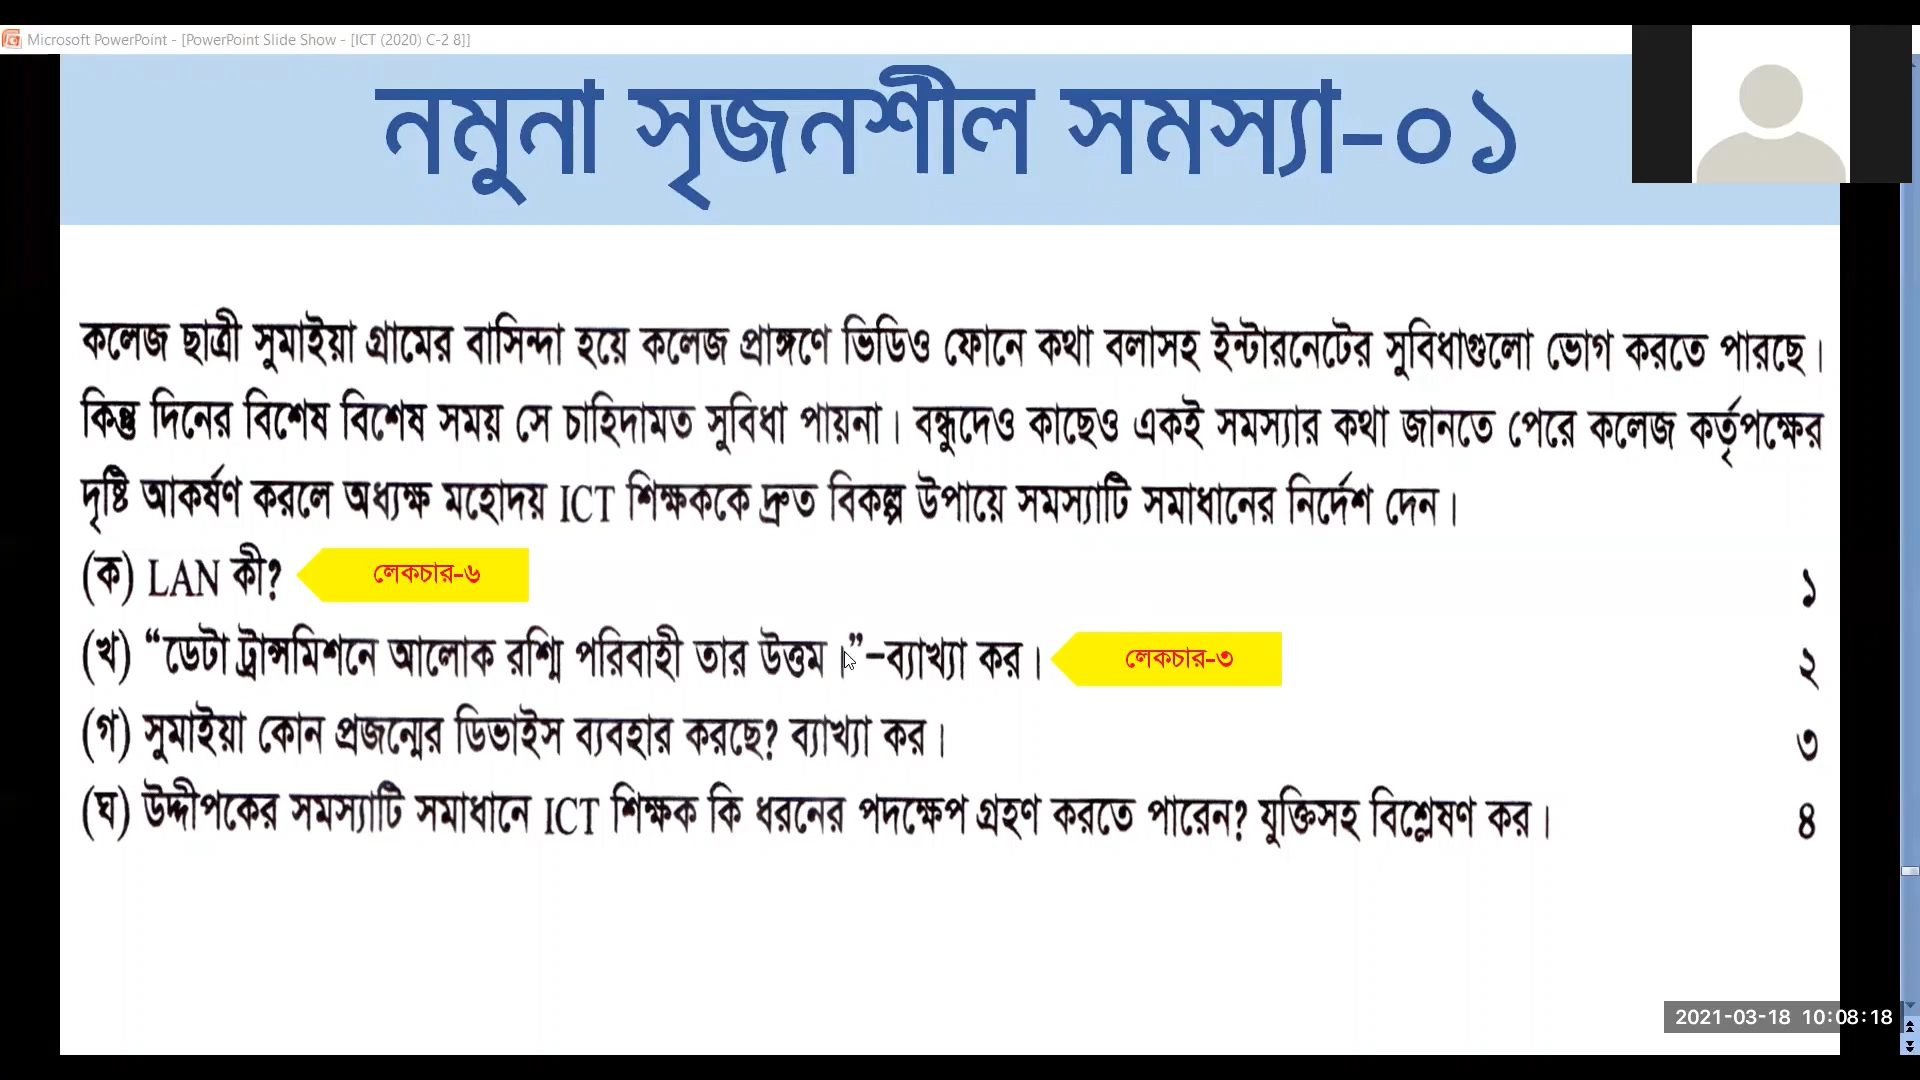 Microsoft PowerPoint - [PowerPoint Slide Show - [ICT (2020) C-2 8]]
নমুনা সৃজনশীল সমস্যা-০১
কলেজ ছাত্রী সুমাইয়া গ্রামের বাসিন্দা হয়ে কলেজ প্রাঙ্গণে ভিডিও ফোনে কথা বলাসহ ইন্টারনেটের সুবিধাগুলো ভোগ করতে পারছে।
কিন্তু দিনের বিশেষ বিশেষ সময় সে চাহিদামত সুবিধা পায়না। বন্ধুদেও কাছেও একই সমস্যার কথা জানতে পেরে কলেজ কর্তৃপক্ষের
দৃষ্টি আকর্ষণ করলে অধ্যক্ষ মহোদয় ICT শিক্ষককে দ্রুত বিকল্প উপায়ে সমস্যাটি সমাধানের নির্দেশ দেন।
(ক) LAN কী? লেকচার-৬ ১
(খ) “ডেটা ট্রান্সমিশনে আলোক রশ্মি পরিবাহী তার উত্তম।”-ব্যাখ্যা কর। লেকচার-৩ ২
(গ) সুমাইয়া কোন প্রজন্মের ডিভাইস ব্যবহার করছে? ব্যাখ্যা কর। ৩
(ঘ) উদ্দীপকের সমস্যাটি সমাধানে ICT শিক্ষক কি ধরনের পদক্ষেপ গ্রহণ করতে পারেন? যুক্তিসহ বিশ্লেষণ কর। ৪
2021-03-18 10:08:18